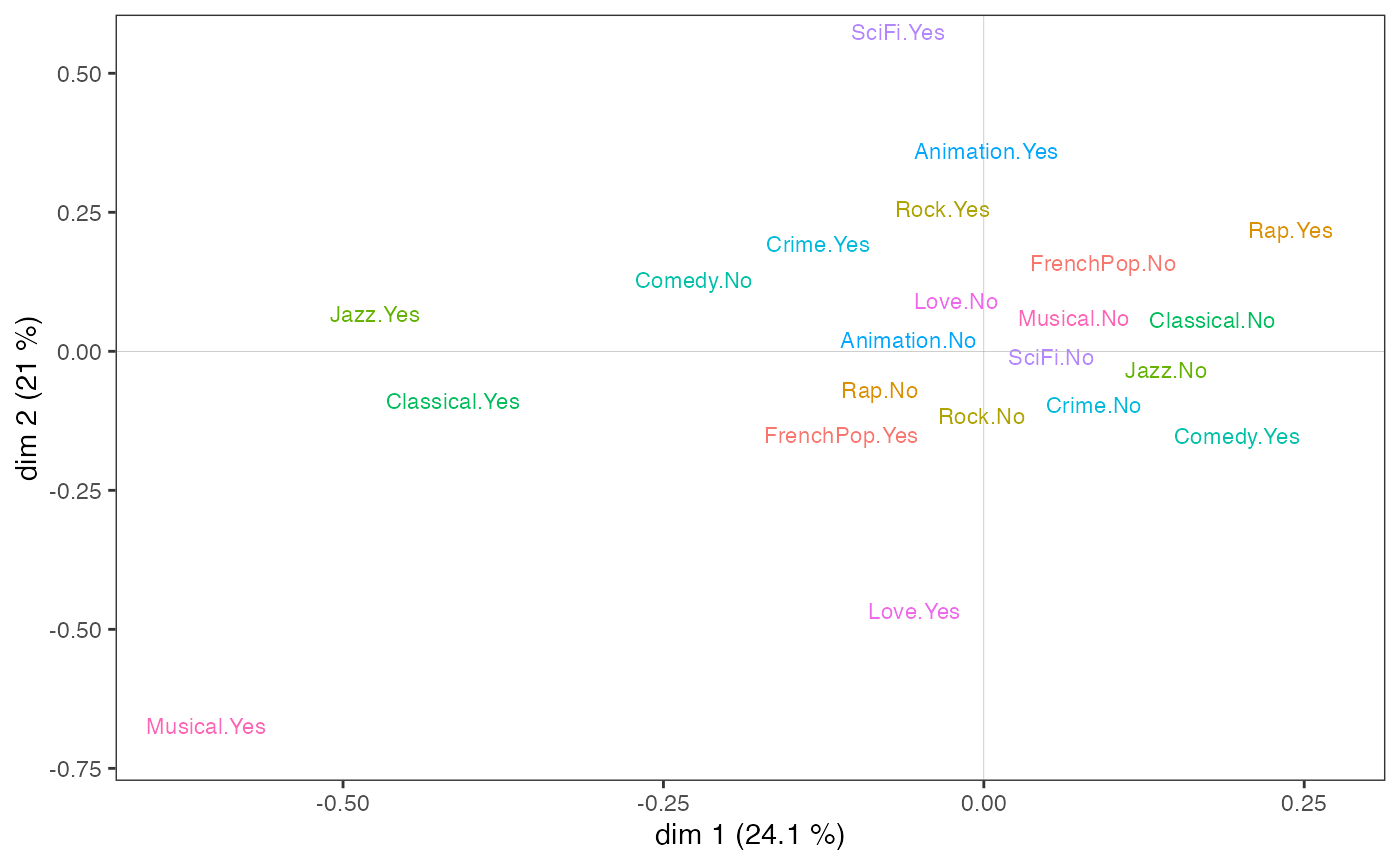 SciFi.Yes
0.50
Animation.Yes
Rock.Yes
0.25
Rap.Yes
Crime.Yes
FrenchPop.No
Comedy.No
Love.No
Jazz.Yes
Musical.No
Classical.No
Animation.No
0.00
SciFi.No
Jazz.No
Rap.No
Classical.Yes
Crime.No
Rock.No
FrenchPop.Yes
Comedy.Yes
dim 2 (21 %)
-0.25
Love.Yes
-0.50
Musical.Yes
-0.75
-0.50 -0.25 0.00 0.25
dim 1 (24.1 %)